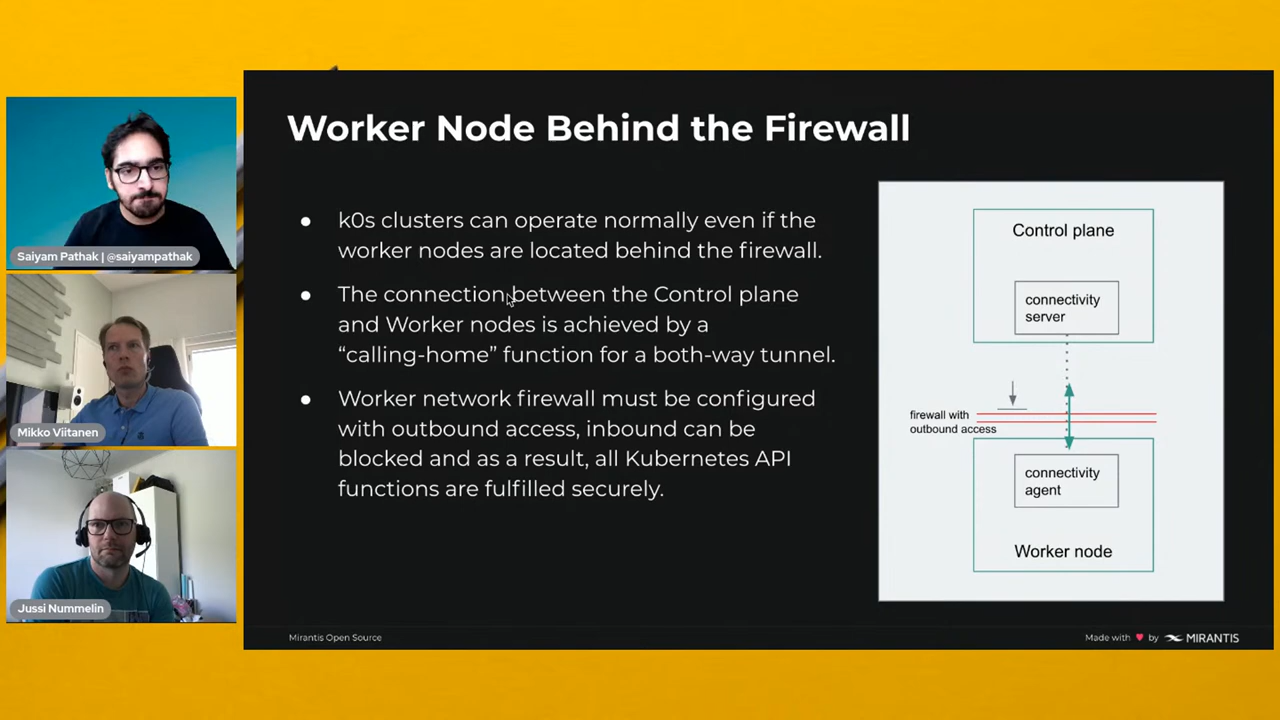 Worker Node Behind the Firewall
Saiyam Pathak | @saiyampathak
Mikko Viitanen
Jussi Nummelin
● k0s clusters can operate normally even if the
worker nodes are located behind the firewall.
● The connection between the Control plane
and Worker nodes is achieved by a
“calling-home” function for a both-way tunnel.
● Worker network firewall must be configured
with outbound access, inbound can be
blocked and as a result, all Kubernetes API
functions are fulfilled securely.
Control plane
connectivity
server
firewall with
outbound access
connectivity
agent
Worker node
Mirantis Open Source
Made with ♥ by MIRANTIS